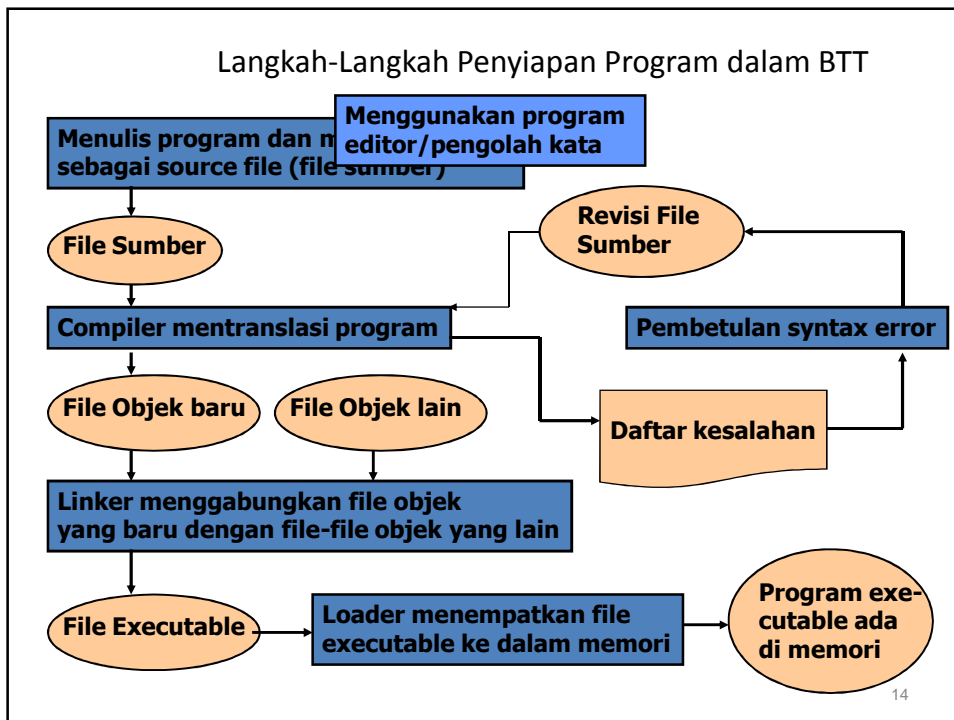 Langkah-Langkah Penyiapan Program dalam BTT
Menggunakan program
editor/pengolah kata
Menulis program dan
sebagai source file (file sumber)
File Sumber
Revisi File
Sumber
Compiler mentranslasi program
Pembetulan syntax error
File Objek baru
File Objek lain
Daftar kesalahan
Linker menggabungkan file objek
yang baru dengan file-file objek yang lain
File Executable
Loader menempatkan file
executable ke dalam memori
Program exe-
cutable ada
di memori
14